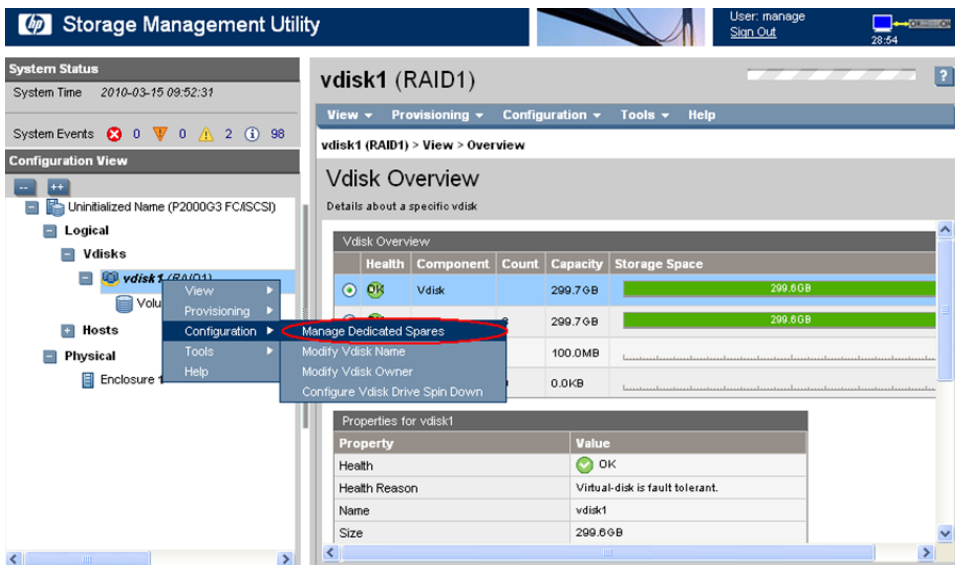 hp Storage Management Utility
User: manage
Sign Out
28:54
System Status
System Time 2010-03-15 09:52:31
System Events 0 0 2 98
Configuration View
-- ++
Uninitialized Name (P2000G3 FC/iSCSI)
Logical
Vdisks
vdisk1 (RAID1)
Volu
Hosts
Physical
Enclosure 1
View
Provisioning
Configuration
Tools
Help
Manage Dedicated Spares
Modify Vdisk Name
Modify Vdisk Owner
Configure Vdisk Drive Spin Down
vdisk1 (RAID1)
?
View Provisioning Configuration Tools Help
vdisk1 (RAID1) > View > Overview
Vdisk Overview
Details about a specific vdisk
Vdisk Overview
Health Component Count Capacity Storage Space
OK Vdisk 299.7GB 299.6GB
299.7GB 299.6GB
100.0MB
0.0KB
Properties for vdisk1
Property Value
Health OK
Health Reason Virtual-disk is fault tolerant.
Name vdisk1
Size 299.6GB